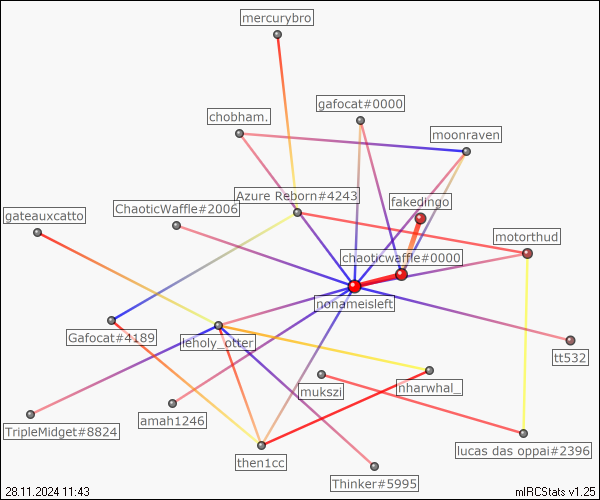 mercurybro
gafocat#0000
chobham.
moonraven
Azure Reborn#4243
fakedingo
ChaoticWaffle#2006
gateauxcatto
motorthud
chaoticwaffle#0000
nonameisleft
Gafocat#4189
leholy_otter
tt532
mukszi
nharwhal_
amah1246
TripleMidget#8824
lucas das oppai#2396
then1cc
Thinker#5995
28.11.2024 11:43
mIRCStats v1.25